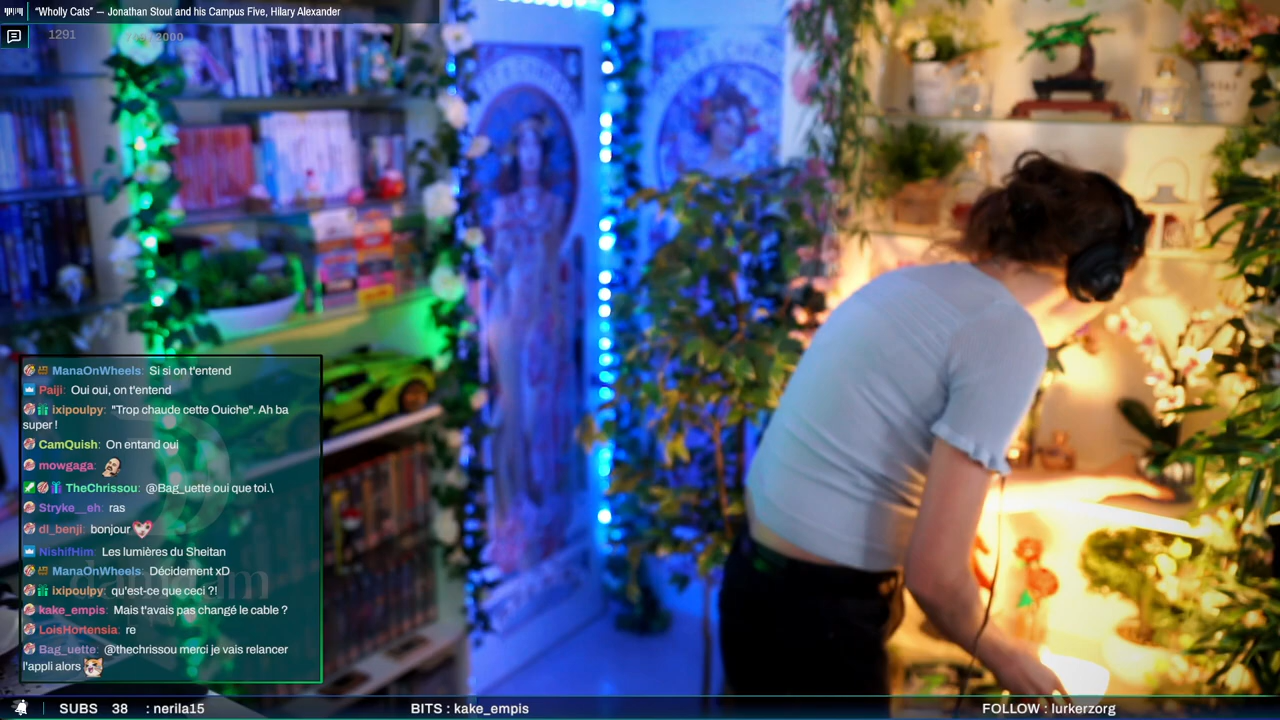 "Wholly Cats" — Jonathan Stout and his Campus Five, Hilary Alexander
1291
ManaOnWheels: Si si on t'entend
Paiji: Oui oui, on t'entend
ixipoulpy: "Trop chaude cette Ouiche". Ah ba
super !
CamQuish: On entand oui
mowgaga:
TheChrissou: @Bag_uette oui que toi.\
Stryke__eh: ras
dl_benji: bonjour
NishifHim: Les lumières du Sheitan
ManaOnWheels: Décidement xD
ixipoulpy: qu'est-ce que ceci ?!
kake_empis: Mais t'avais pas changé le cable ?
LoisHortensia: re
Bag_uette: @thechrissou merci je vais relancer
l'appli alors
SUBS 38 : nerila15
BITS : kake_empis
FOLLOW : lurkerzorg